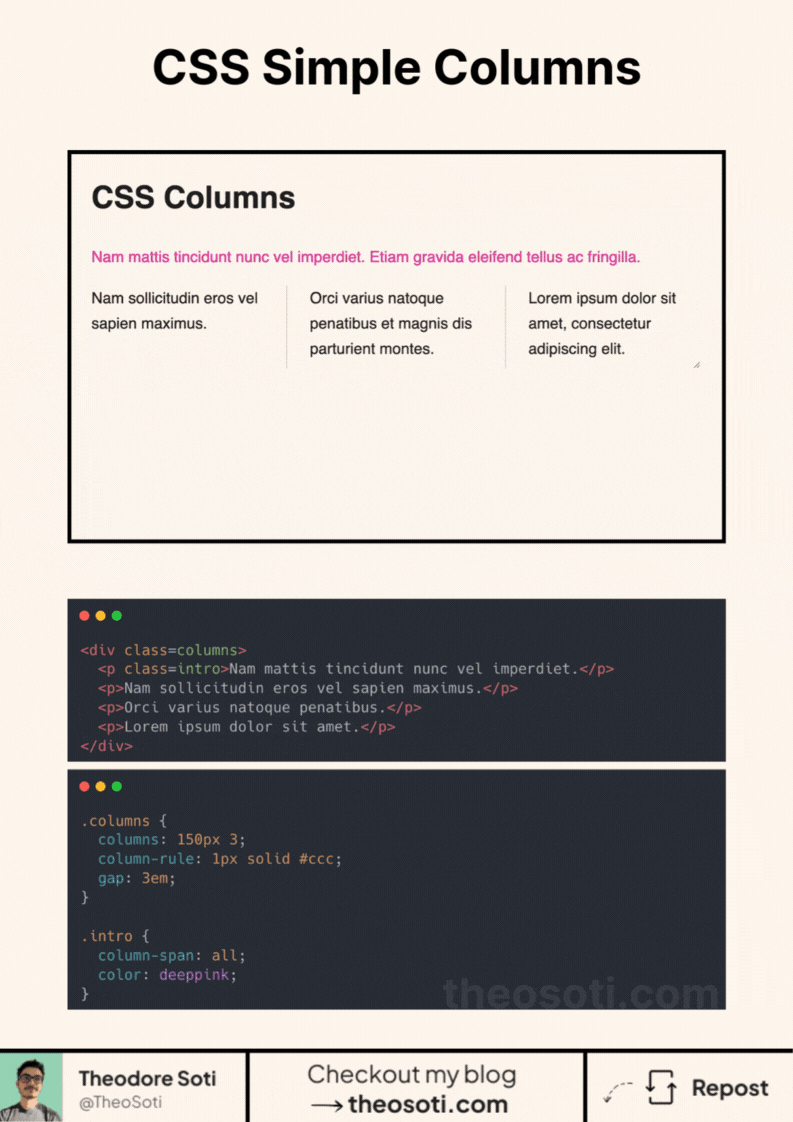 CSS Simple Columns
CSS Columns
Nam mattis tincidunt nunc vel imperdiet. Etiam gravida eleifend tellus ac fringilla.
Nam sollicitudin eros vel
sapien maximus.
Orci varius natoque
penatibus et magnis dis
parturient montes.
Lorem ipsum dolor sit
amet, consectetur
adipiscing elit.
<div class=columns>
  <p class=intro>Nam mattis tincidunt nunc vel imperdiet.</p>
  <p>Nam sollicitudin eros vel sapien maximus.</p>
  <p>Orci varius natoque penatibus.</p>
  <p>Lorem ipsum dolor sit amet.</p>
</div>
.columns {
  columns: 150px 3;
  column-rule: 1px solid #ccc;
  gap: 3em;
}
.intro {
  column-span: all;
  color: deeppink;
}
theosoti.com
Theodore Soti
@TheoSoti
Checkout my blog
→ theosoti.com
Repost